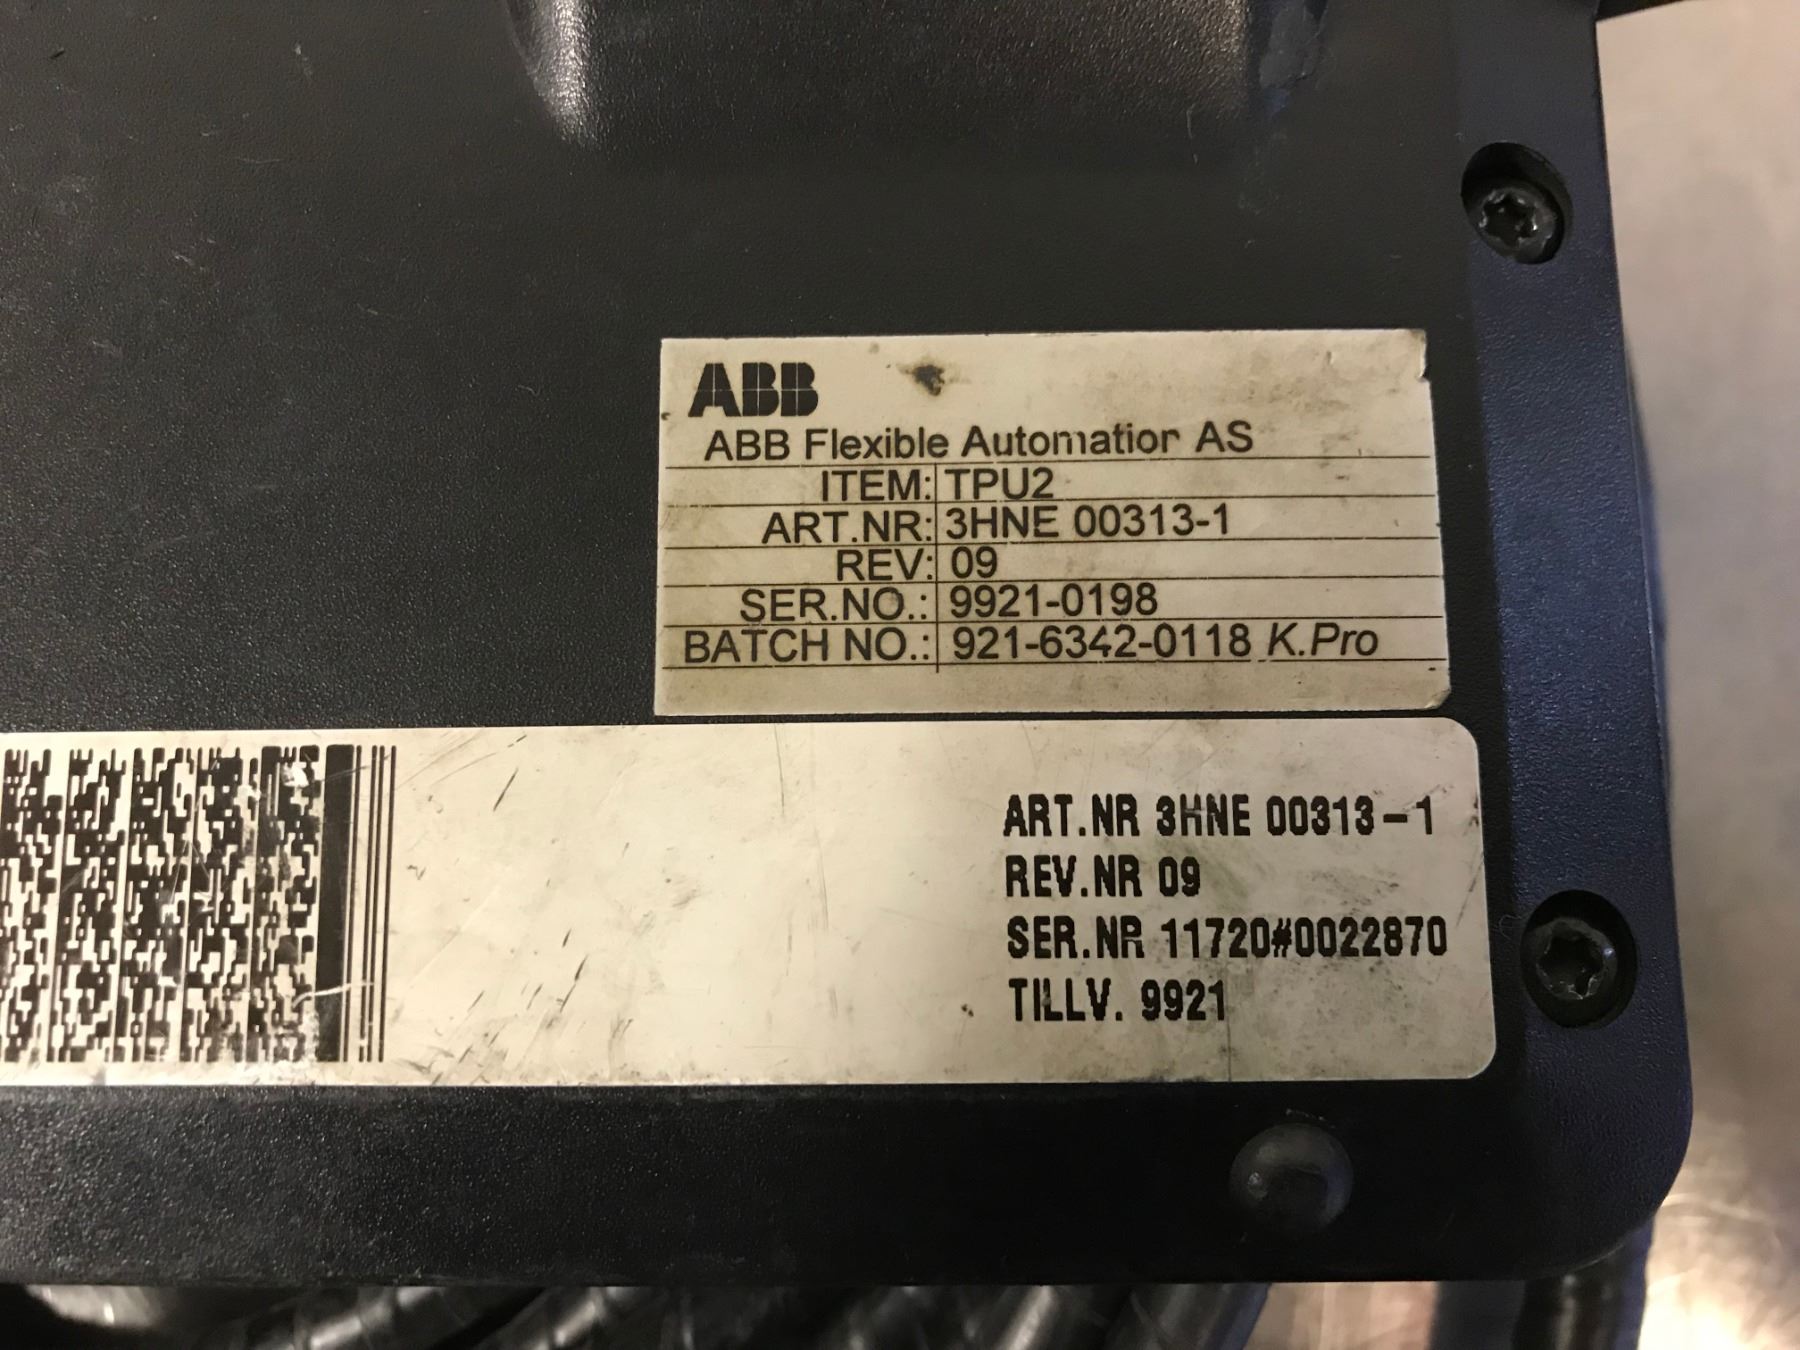 ABB
ABB Flexible Automation AS
ITEM: TPU2
ART.NR: 3HNE 00313-1
REV: 09
SER.NO.: 9921-0198
BATCH NO.: 921-6342-0118 K.Pro
ART.NR 3HNE 00313-1
REV.NR 09
SER.NR 11720#0022870
TILLV. 9921